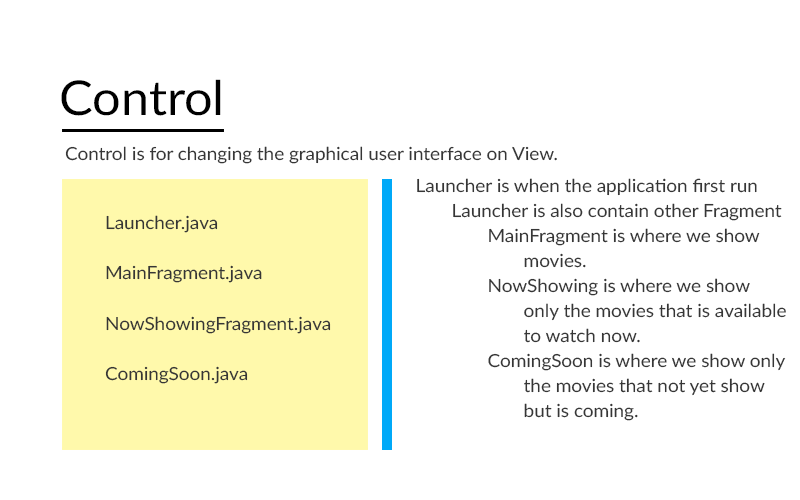 Control
Control is for changing the graphical user interface on View.
Launcher.java
MainFragment.java
NowShowingFragment.java
ComingSoon.java
Launcher is when the application first run
Launcher is also contain other Fragment
MainFragment is where we show
movies.
NowShowing is where we show
only the movies that is available
to watch now.
ComingSoon is where we show only
the movies that not yet show
but is coming.